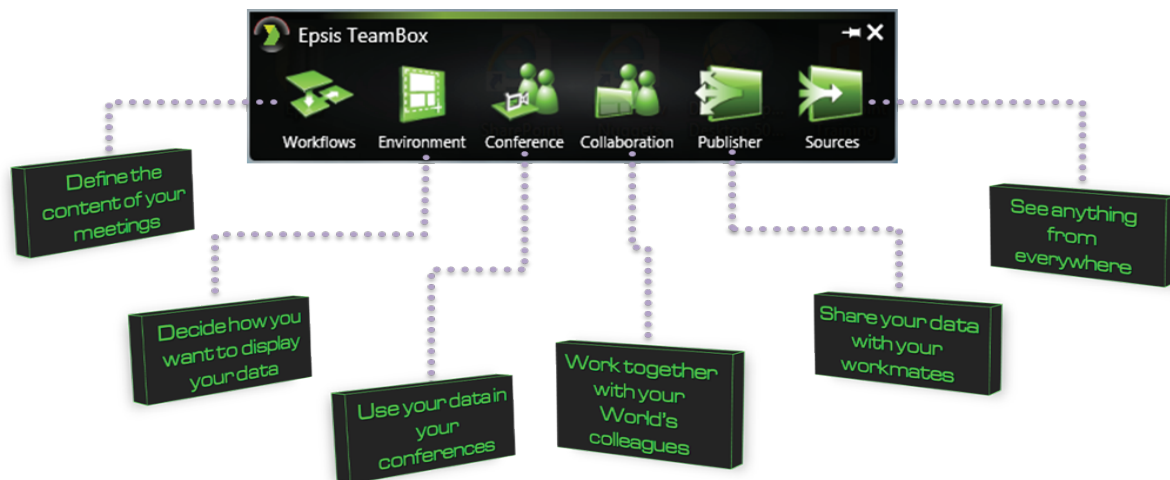 Epsis TeamBox
Workflows
Environment
Conference
Collaboration
Publisher
Sources
Define the
content of your
meetings
Decide how you
want to display
your data
Use your data in
your
conferences
Work together
with your
World's
colleagues
Share your data
with your
workmates
See anything
from
everywhere